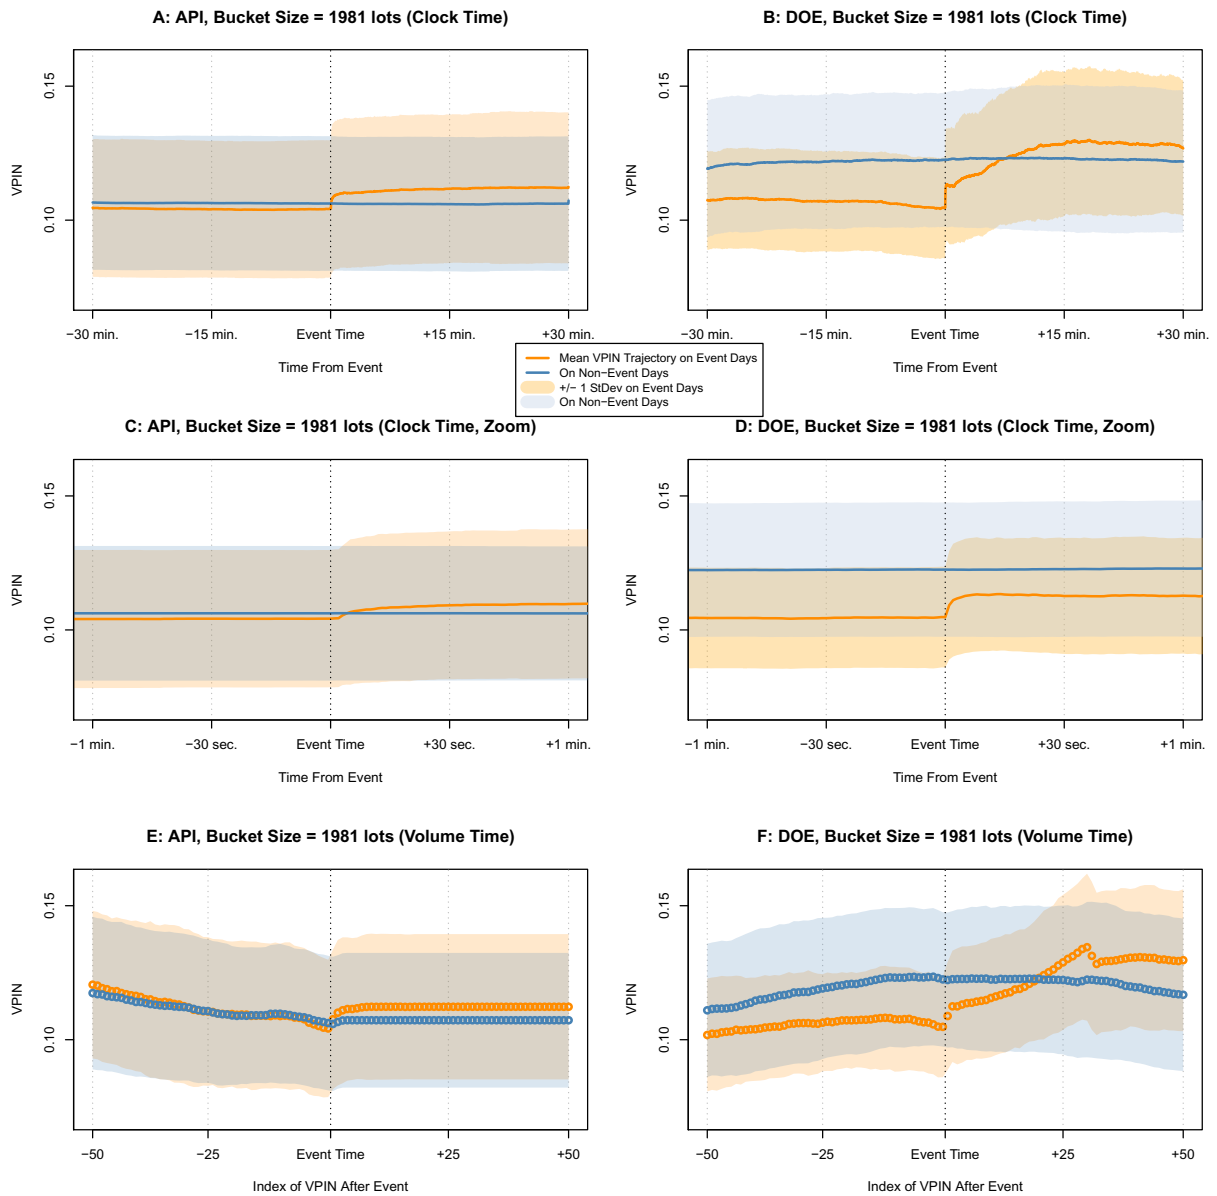 A: API, Bucket Size = 1981 lots (Clock Time)
VPIN
0.15
0.10
−30 min.
−15 min.
Event Time
+15 min.
+30 min.
Time From Event
B: DOE, Bucket Size = 1981 lots (Clock Time)
VPIN
0.15
0.10
−30 min.
−15 min.
Event Time
+15 min.
+30 min.
Time From Event
Mean VPIN Trajectory on Event Days
On Non−Event Days
+/− 1 StDev on Event Days
On Non−Event Days
C: API, Bucket Size = 1981 lots (Clock Time, Zoom)
VPIN
0.15
0.10
−1 min.
−30 sec.
Event Time
+30 sec.
+1 min.
Time From Event
D: DOE, Bucket Size = 1981 lots (Clock Time, Zoom)
VPIN
0.15
0.10
−1 min.
−30 sec.
Event Time
+30 sec.
+1 min.
Time From Event
E: API, Bucket Size = 1981 lots (Volume Time)
VPIN
0.15
0.10
−50
−25
Event Time
+25
+50
Index of VPIN After Event
F: DOE, Bucket Size = 1981 lots (Volume Time)
VPIN
0.15
0.10
−50
−25
Event Time
+25
+50
Index of VPIN After Event